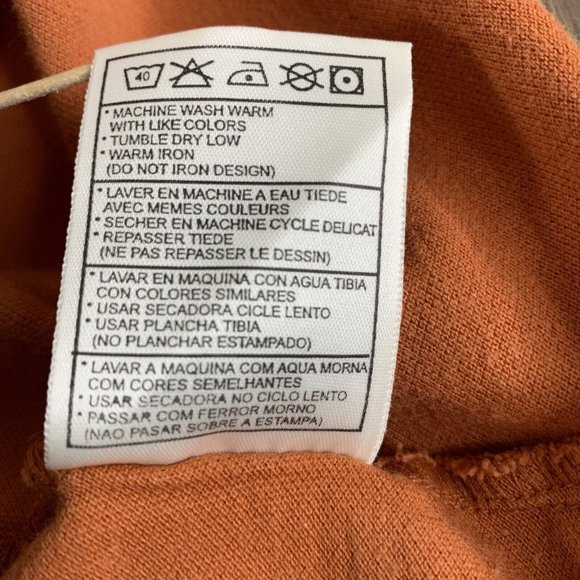 40
* MACHINE WASH WARM
WITH LIKE COLORS
* TUMBLE DRY LOW
* WARM IRON
(DO NOT IRON DESIGN)
* LAVER EN MACHINE A EAU TIEDE
AVEC MEMES COULEURS
* SECHER EN MACHINE CYCLE DELICAT
* REPASSER TIEDE
(NE PAS REPASSER LE DESSIN)
* LAVAR EN MAQUINA CON AGUA TIBIA
CON COLORES SIMILARES
* USAR SECADORA CICLE LENTO
* USAR PLANCHA TIBIA
(NO PLANCHAR ESTAMPADO)
* LAVAR A MAQUINA COM AQUA MORNA
COM CORES SEMELHANTES
* USAR SECADORA NO CICLO LENTO
* PASSAR COM FERROR MORNO
(NAO PASAR SOBRE A ESTAMPA)